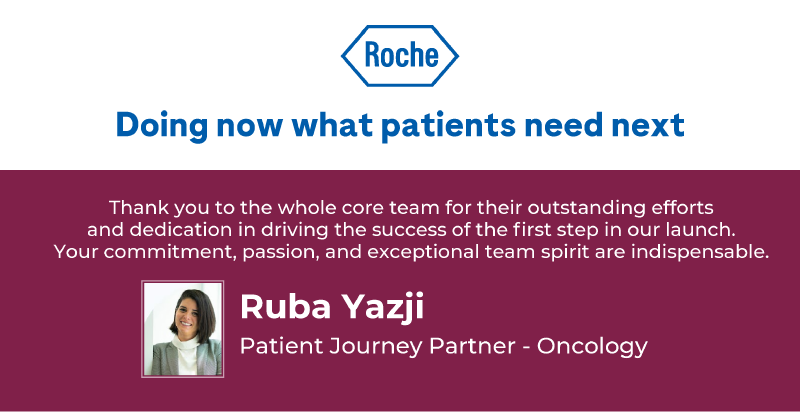 Roche
Doing now what patients need next
Thank you to the whole core team for their outstanding efforts
and dedication in driving the success of the first step in our launch.
Your commitment, passion, and exceptional team spirit are indispensable.
Ruba Yazji
Patient Journey Partner - Oncology